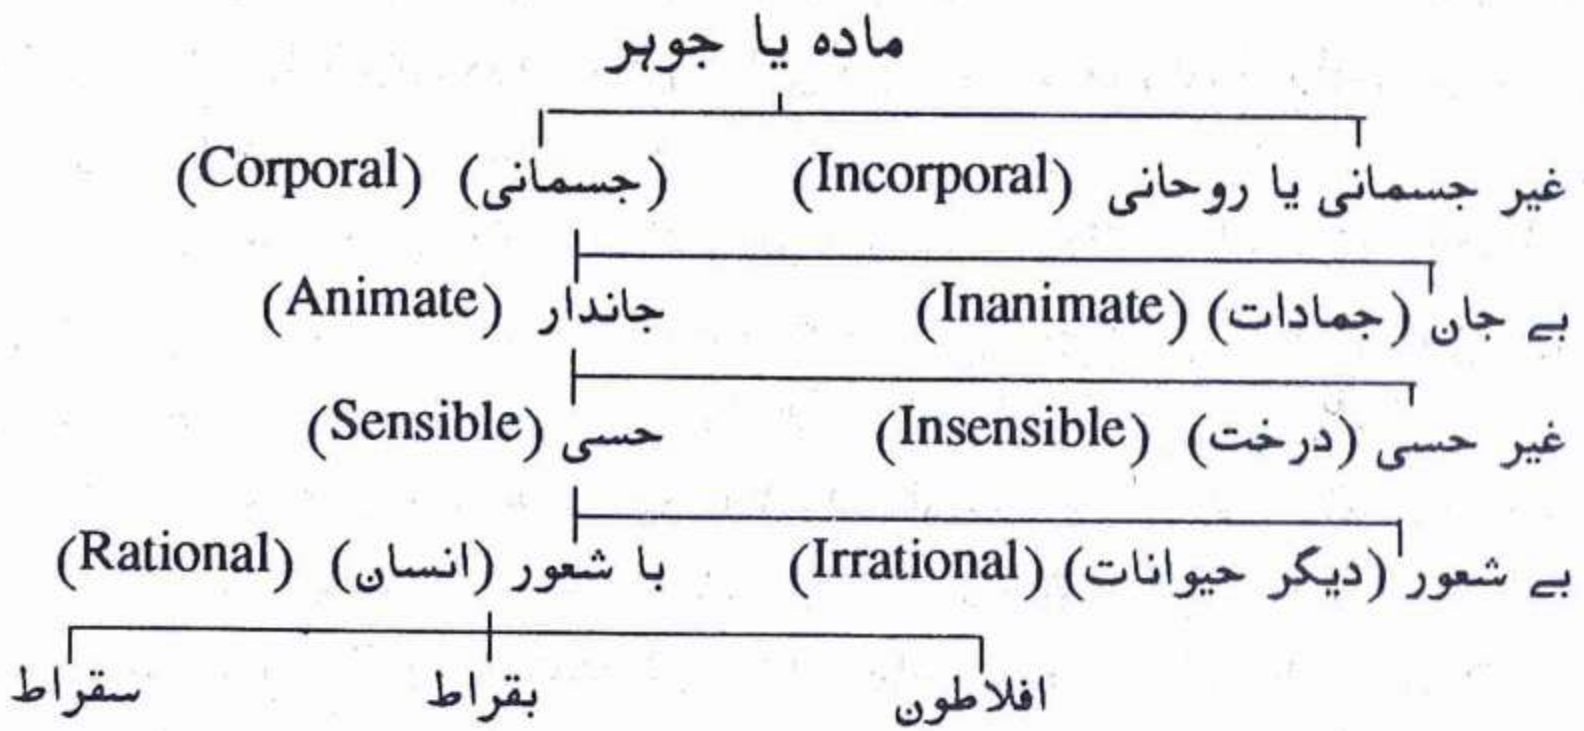 مادہ یا جوہر
غیر جسمانی یا روحانی (Incorporal) (جسمانی) (Corporal)
بے جان (جمادات) (Inanimate) جاندار (Animate)
غیر حسی (درخت) (Insensible) حسی (Sensible)
بے شعور (دیگر حیوانات) (Irrational) با شعور (انسان) (Rational)
افلاطون بقراط سقراط